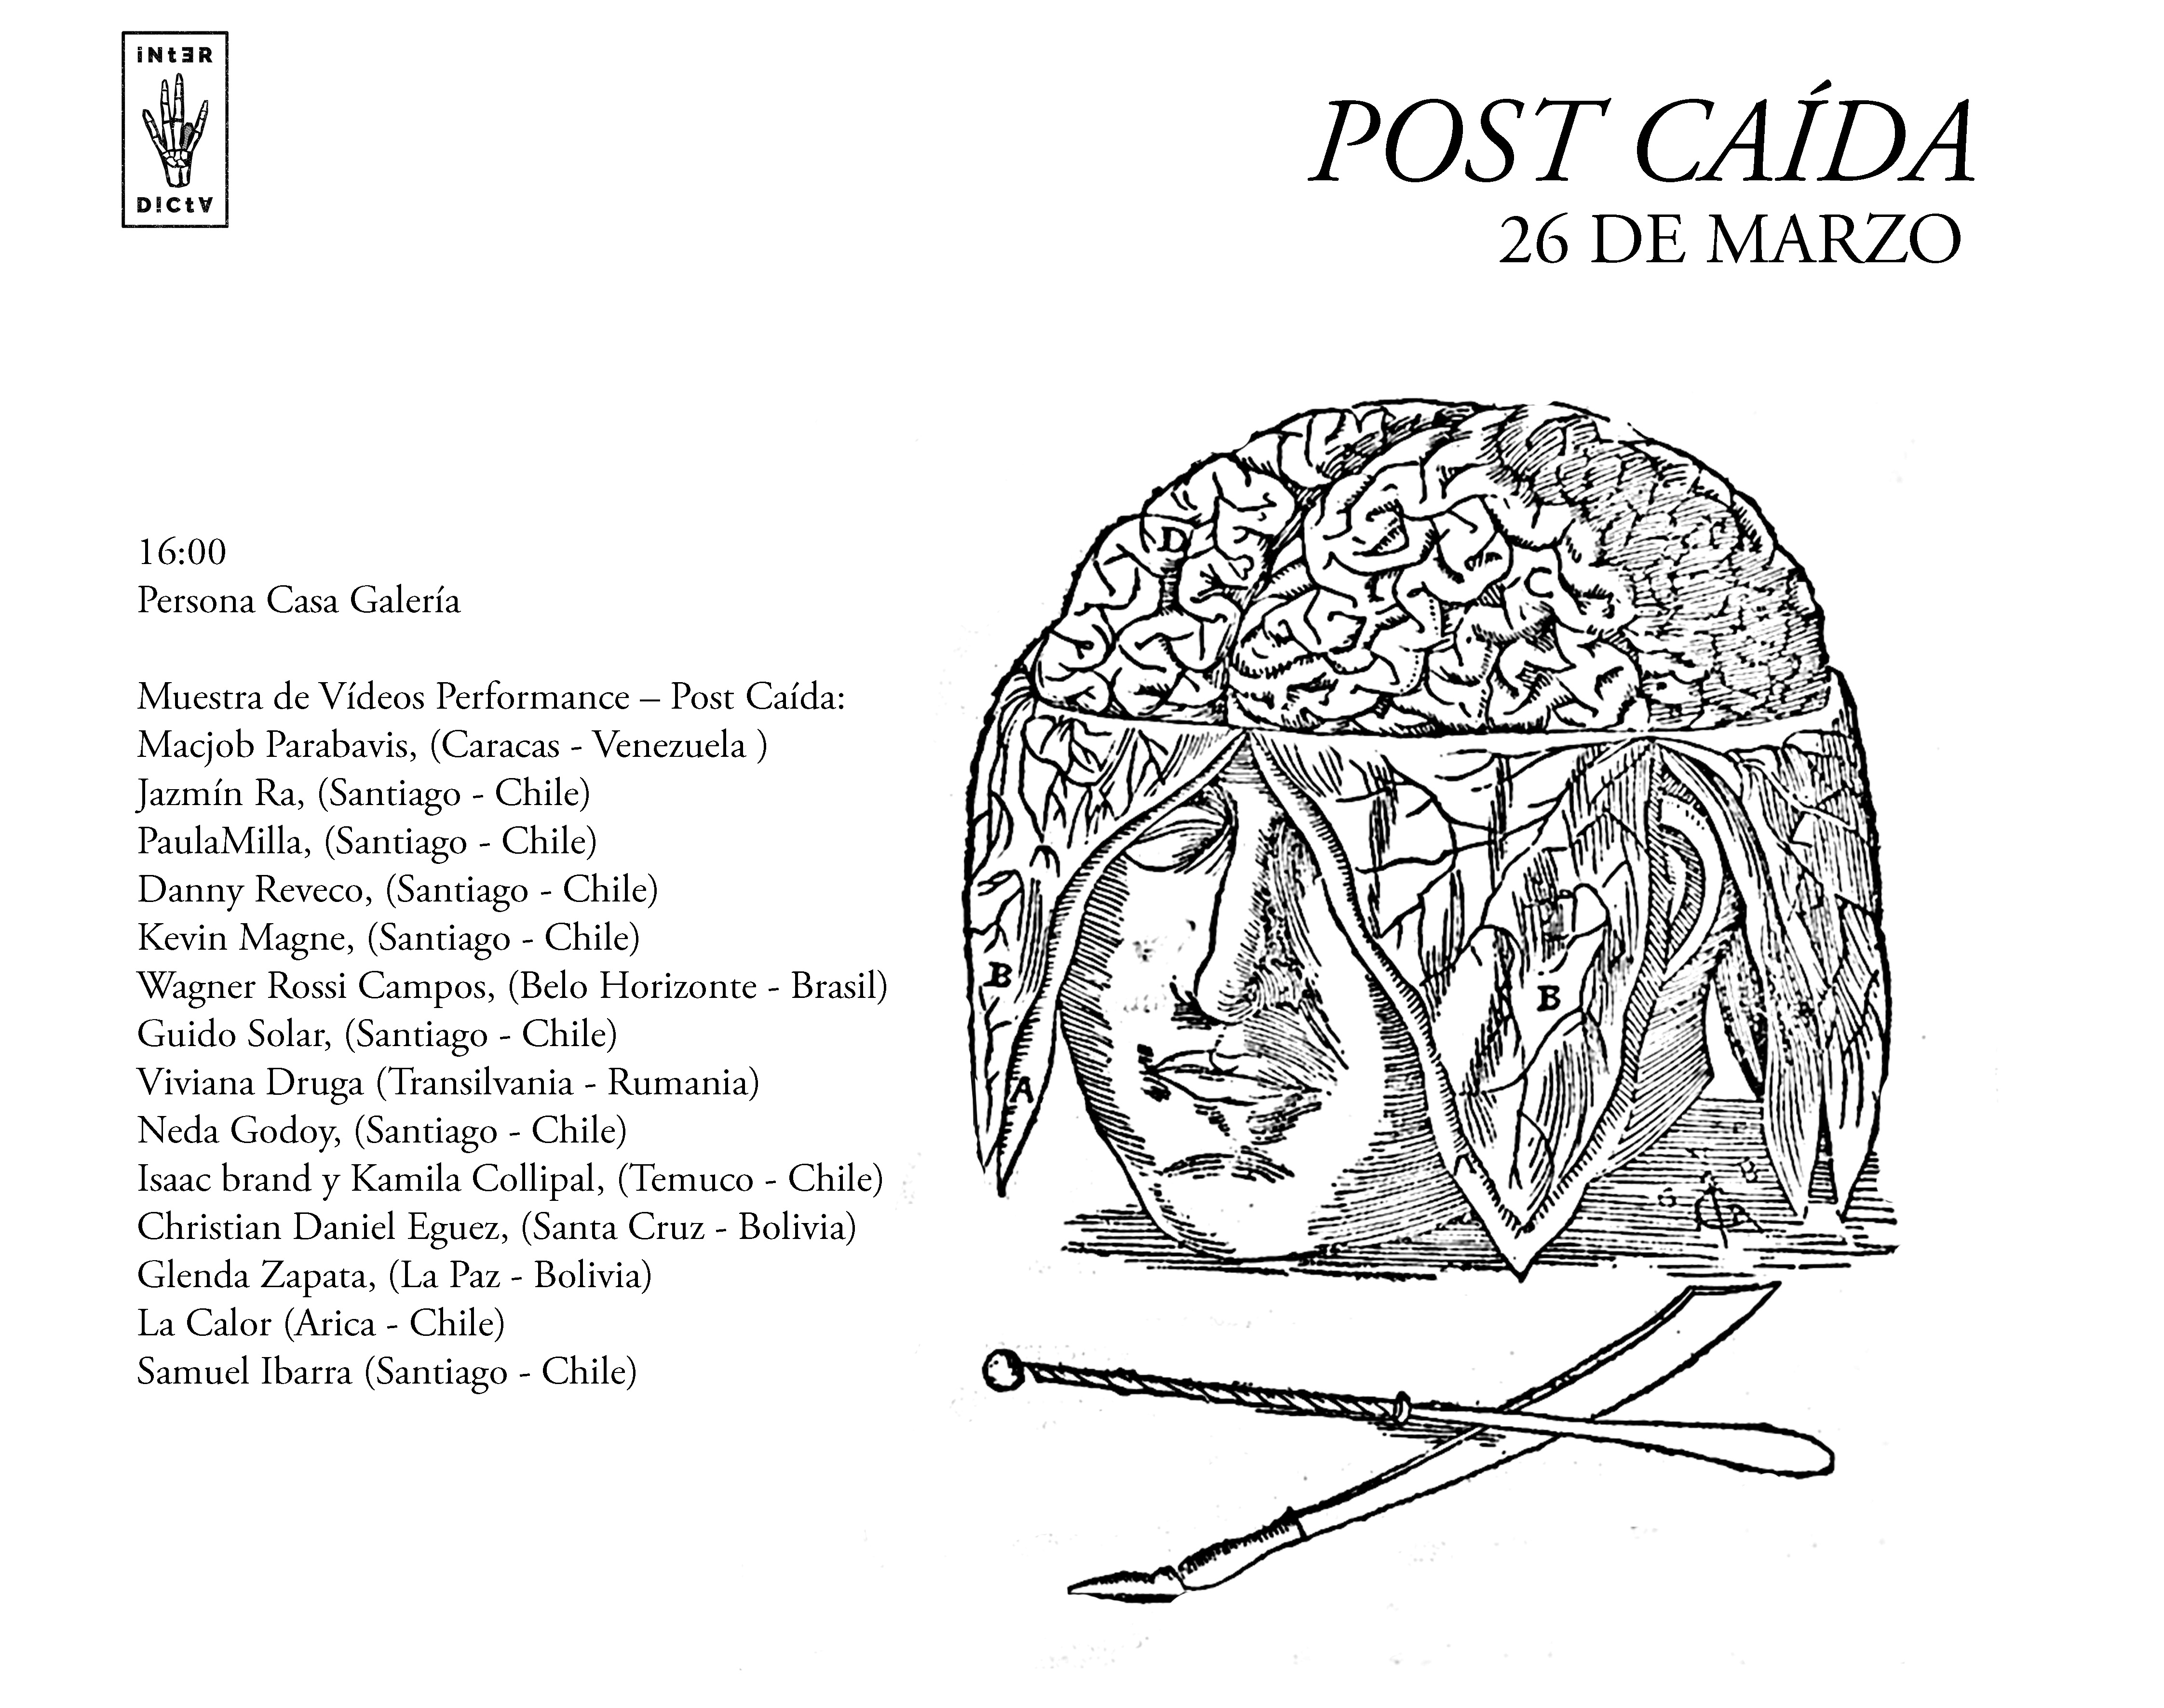 iNtƎR
D!Ct∀
POST CAÍDA
26 DE MARZO
16:00
Persona Casa Galería
Muestra de Vídeos Performance – Post Caída:
Macjob Parabavis, (Caracas - Venezuela )
Jazmín Ra, (Santiago - Chile)
PaulaMilla, (Santiago - Chile)
Danny Reveco, (Santiago - Chile)
Kevin Magne, (Santiago - Chile)
Wagner Rossi Campos, (Belo Horizonte - Brasil)
Guido Solar, (Santiago - Chile)
Viviana Druga (Transilvania - Rumania)
Neda Godoy, (Santiago - Chile)
Isaac brand y Kamila Collipal, (Temuco - Chile)
Christian Daniel Eguez, (Santa Cruz - Bolivia)
Glenda Zapata, (La Paz - Bolivia)
La Calor (Arica - Chile)
Samuel Ibarra (Santiago - Chile)
D
C
B
B
A